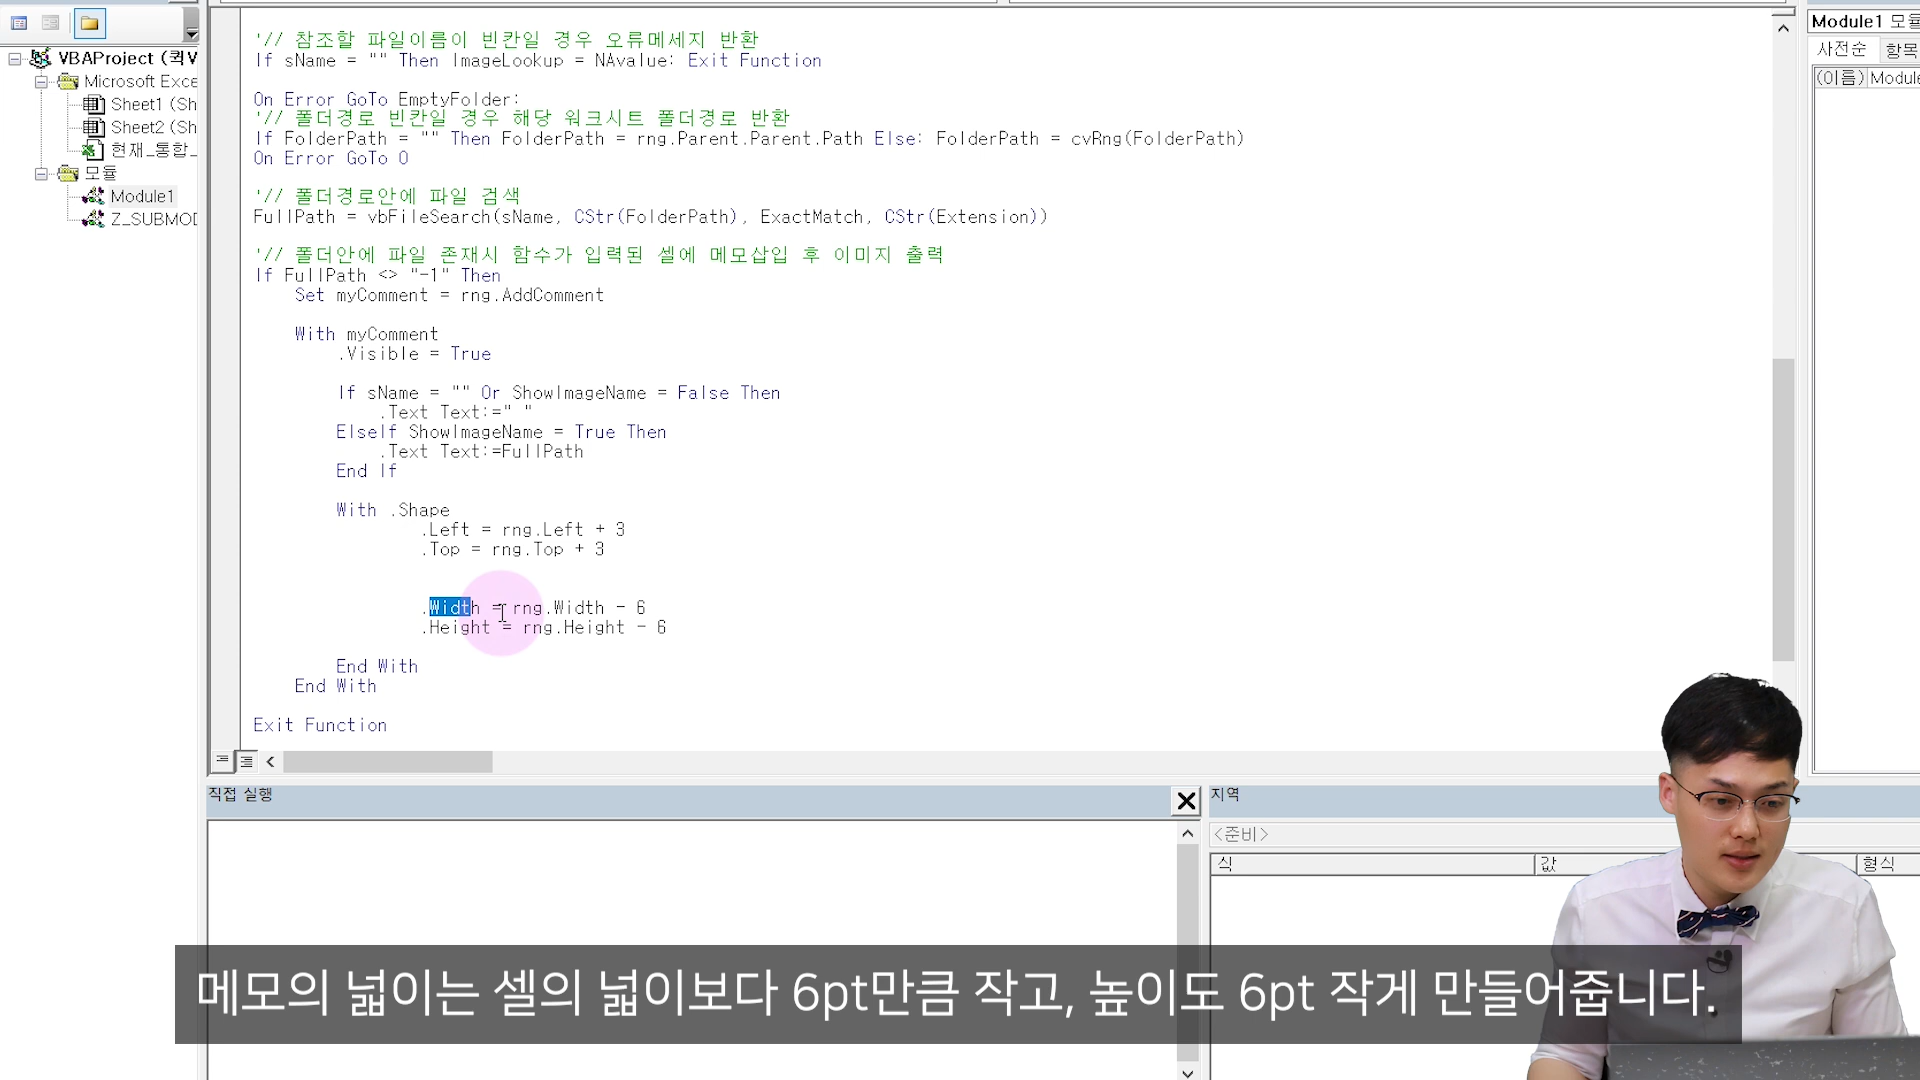 VBAProject (퀵V
Microsoft Exce
Sheet1 (Sh
Sheet2 (Sh
현재_통합_
모듈
Module1
Z_SUBMOD
'// 참조할 파일이름이 빈칸일 경우 오류메세지 반환
If sName = "" Then ImageLookup = NAvalue: Exit Function
On Error GoTo EmptyFolder:
'// 폴더경로 빈칸일 경우 해당 워크시트 폴더경로 반환
If FolderPath = "" Then FolderPath = rng.Parent.Parent.Path Else: FolderPath = cvRng(FolderPath)
On Error GoTo 0
'// 폴더경로안에 파일 검색
FullPath = vbFileSearch(sName, CStr(FolderPath), ExactMatch, CStr(Extension))
'// 폴더안에 파일 존재시 함수가 입력된 셀에 메모삽입 후 이미지 출력
If FullPath <> "-1" Then
Set myComment = rng.AddComment
With myComment
.Visible = True
If sName = "" Or ShowImageName = False Then
.Text Text:=" "
ElseIf ShowImageName = True Then
.Text Text:=FullPath
End If
With .Shape
.Left = rng.Left + 3
.Top = rng.Top + 3
.Width = rng.Width - 6
.Height = rng.Height - 6
End With
End With
Exit Function
Module1 모듈
사전순 항목
(이름) Module
직접 실행
지역
<준비>
식 값 형식
메모의 넓이는 셀의 넓이보다 6pt만큼 작고, 높이도 6pt 작게 만들어줍니다.